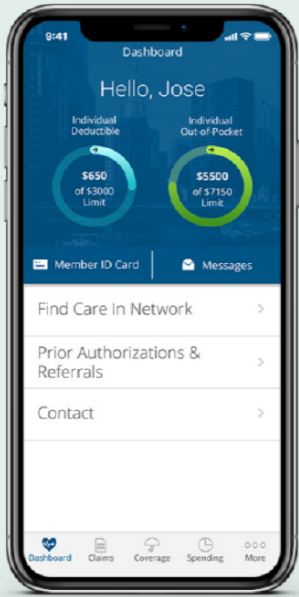 9:41
Dashboard
Hello, Jose
Individual
Deductible
Individual
Out-of-Pocket
$650
of $3000
Limit
$5500
of $7150
Limit
Member ID Card
Messages
Find Care In Network
Prior Authorizations &
Referrals
Contact
Dashboard
Claims
Coverage
Spending
More